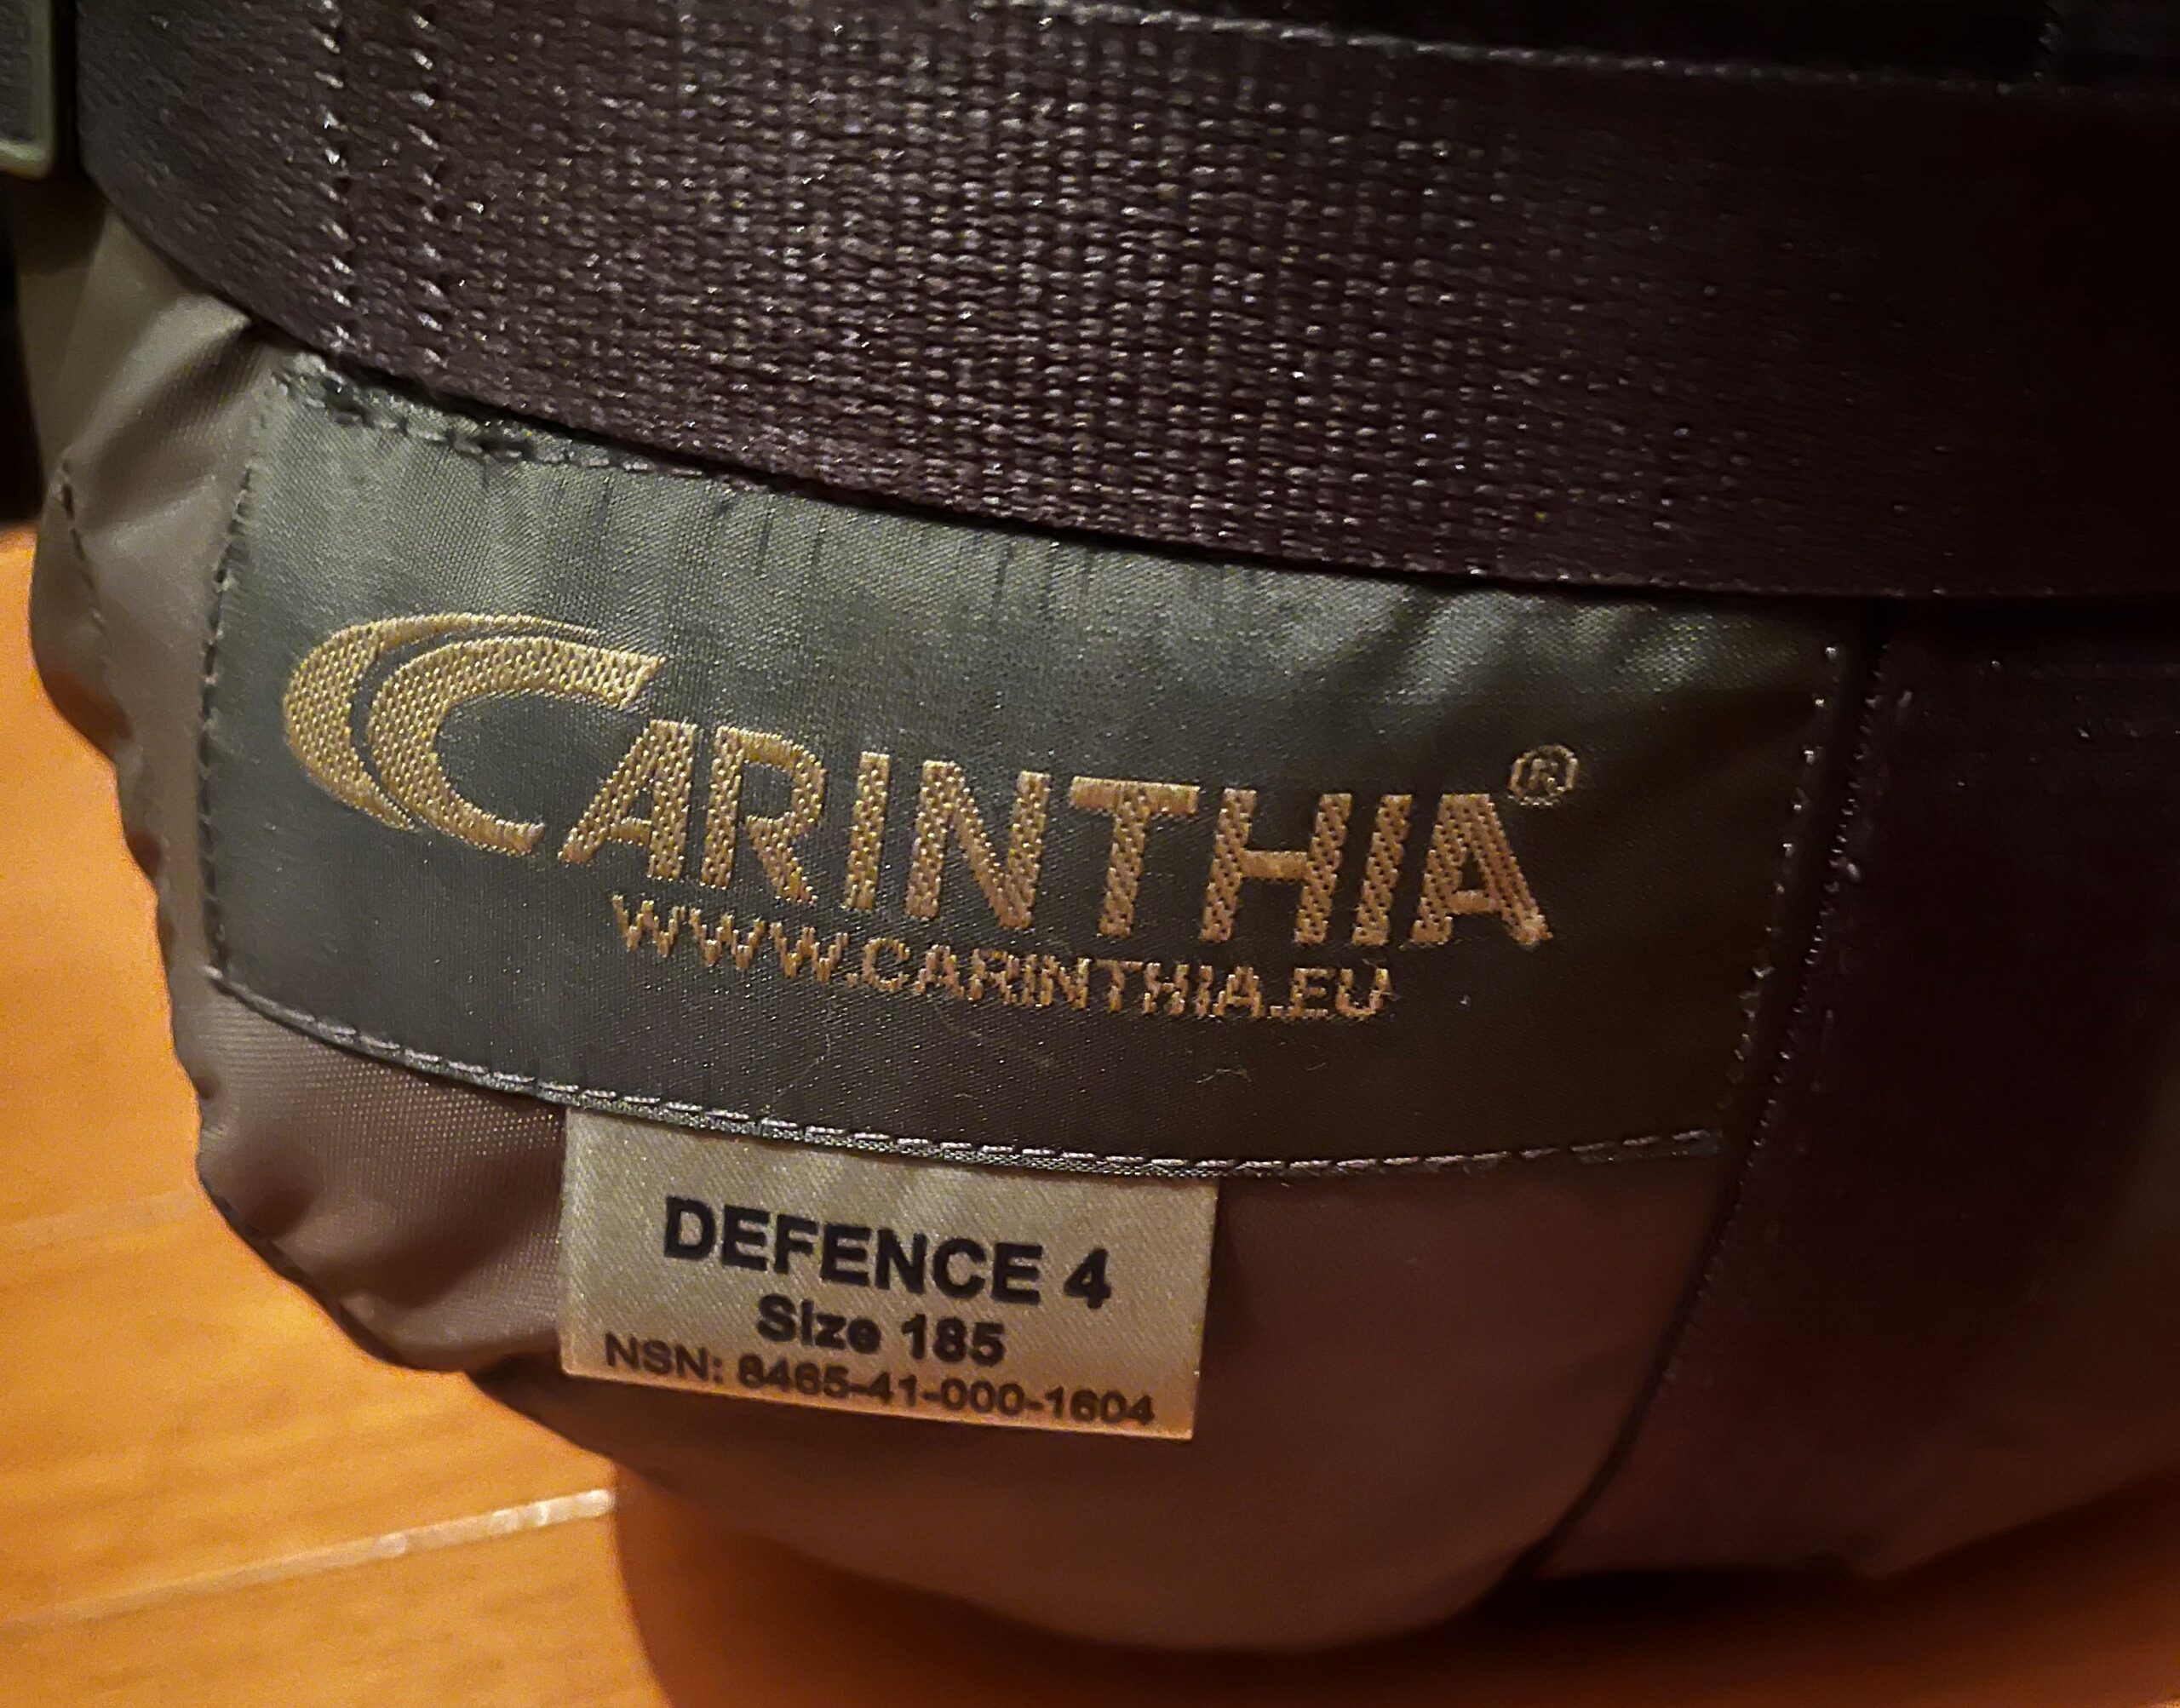 CARINTHIA®
WWW.CARINTHIA.EU
DEFENCE 4
Size 185
NSN: 8465-41-000-1604